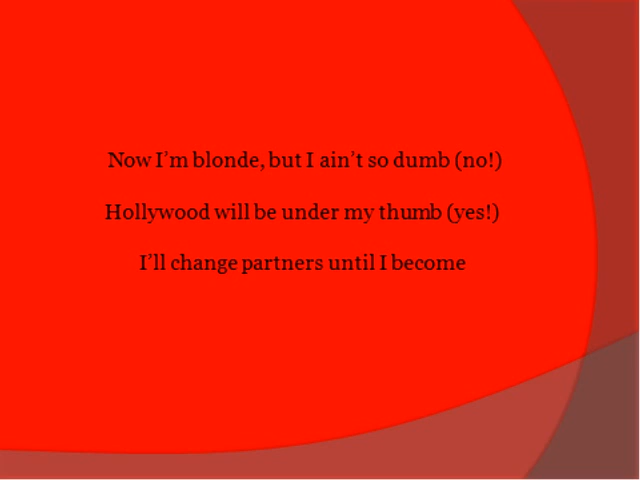 Now I'm blonde, but I ain't so dumb (no!)
Hollywood will be under my thumb (yes!)
I'll change partners until I become